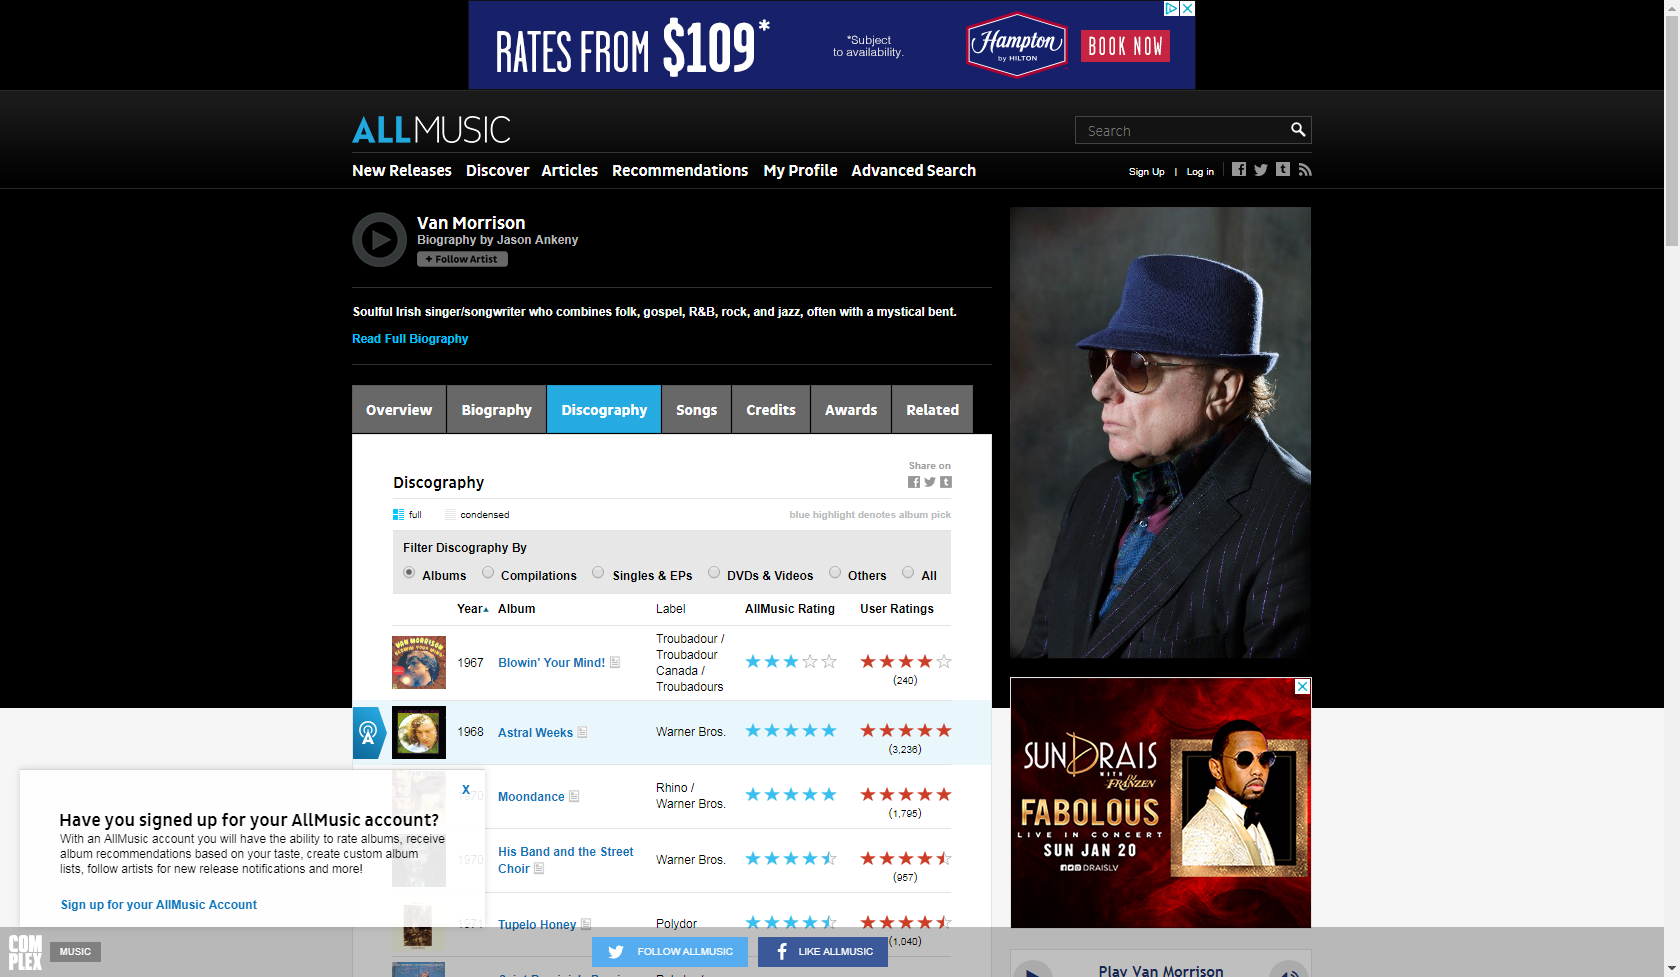 RATES FROM $109*
*Subject
to availability.
Hampton
by HILTON
BOOK NOW
ALLMUSIC
Search
New Releases Discover Articles Recommendations My Profile Advanced Search
Sign Up | Log in
Van Morrison
Biography by Jason Ankeny
+ Follow Artist
Soulful Irish singer/songwriter who combines folk, gospel, R&B, rock, and jazz, often with a mystical bent.
Read Full Biography
Overview Biography Discography Songs Credits Awards Related
Share on
Discography
full condensed
blue highlight denotes album pick
Filter Discography By
Albums Compilations Singles & EPs DVDs & Videos Others All
Year Album Label AllMusic Rating User Ratings
VAN MORRISON
BLOWIN' YOUR MIND!
1967 Blowin' Your Mind!
Troubadour /
Troubadour
Canada /
Troubadours
(240)
1968 Astral Weeks Warner Bros.
(3,236)
1970 Moondance
Rhino /
Warner Bros.
(1,795)
1970 His Band and the Street
Choir
Warner Bros.
(957)
1971 Tupelo Honey Polydor
(1,040)
X
Have you signed up for your AllMusic account?
With an AllMusic account you will have the ability to rate albums, receive
album recommendations based on your taste, create custom album
lists, follow artists for new release notifications and more!
Sign up for your AllMusic Account
SUNDRAIS
WITH DJ FRANZEN
FABOLOUS
LIVE IN CONCERT
SUN JAN 20
DRAISLV
COMPLEX
MUSIC
FOLLOW ALLMUSIC
LIKE ALLMUSIC
Play Van Morrison